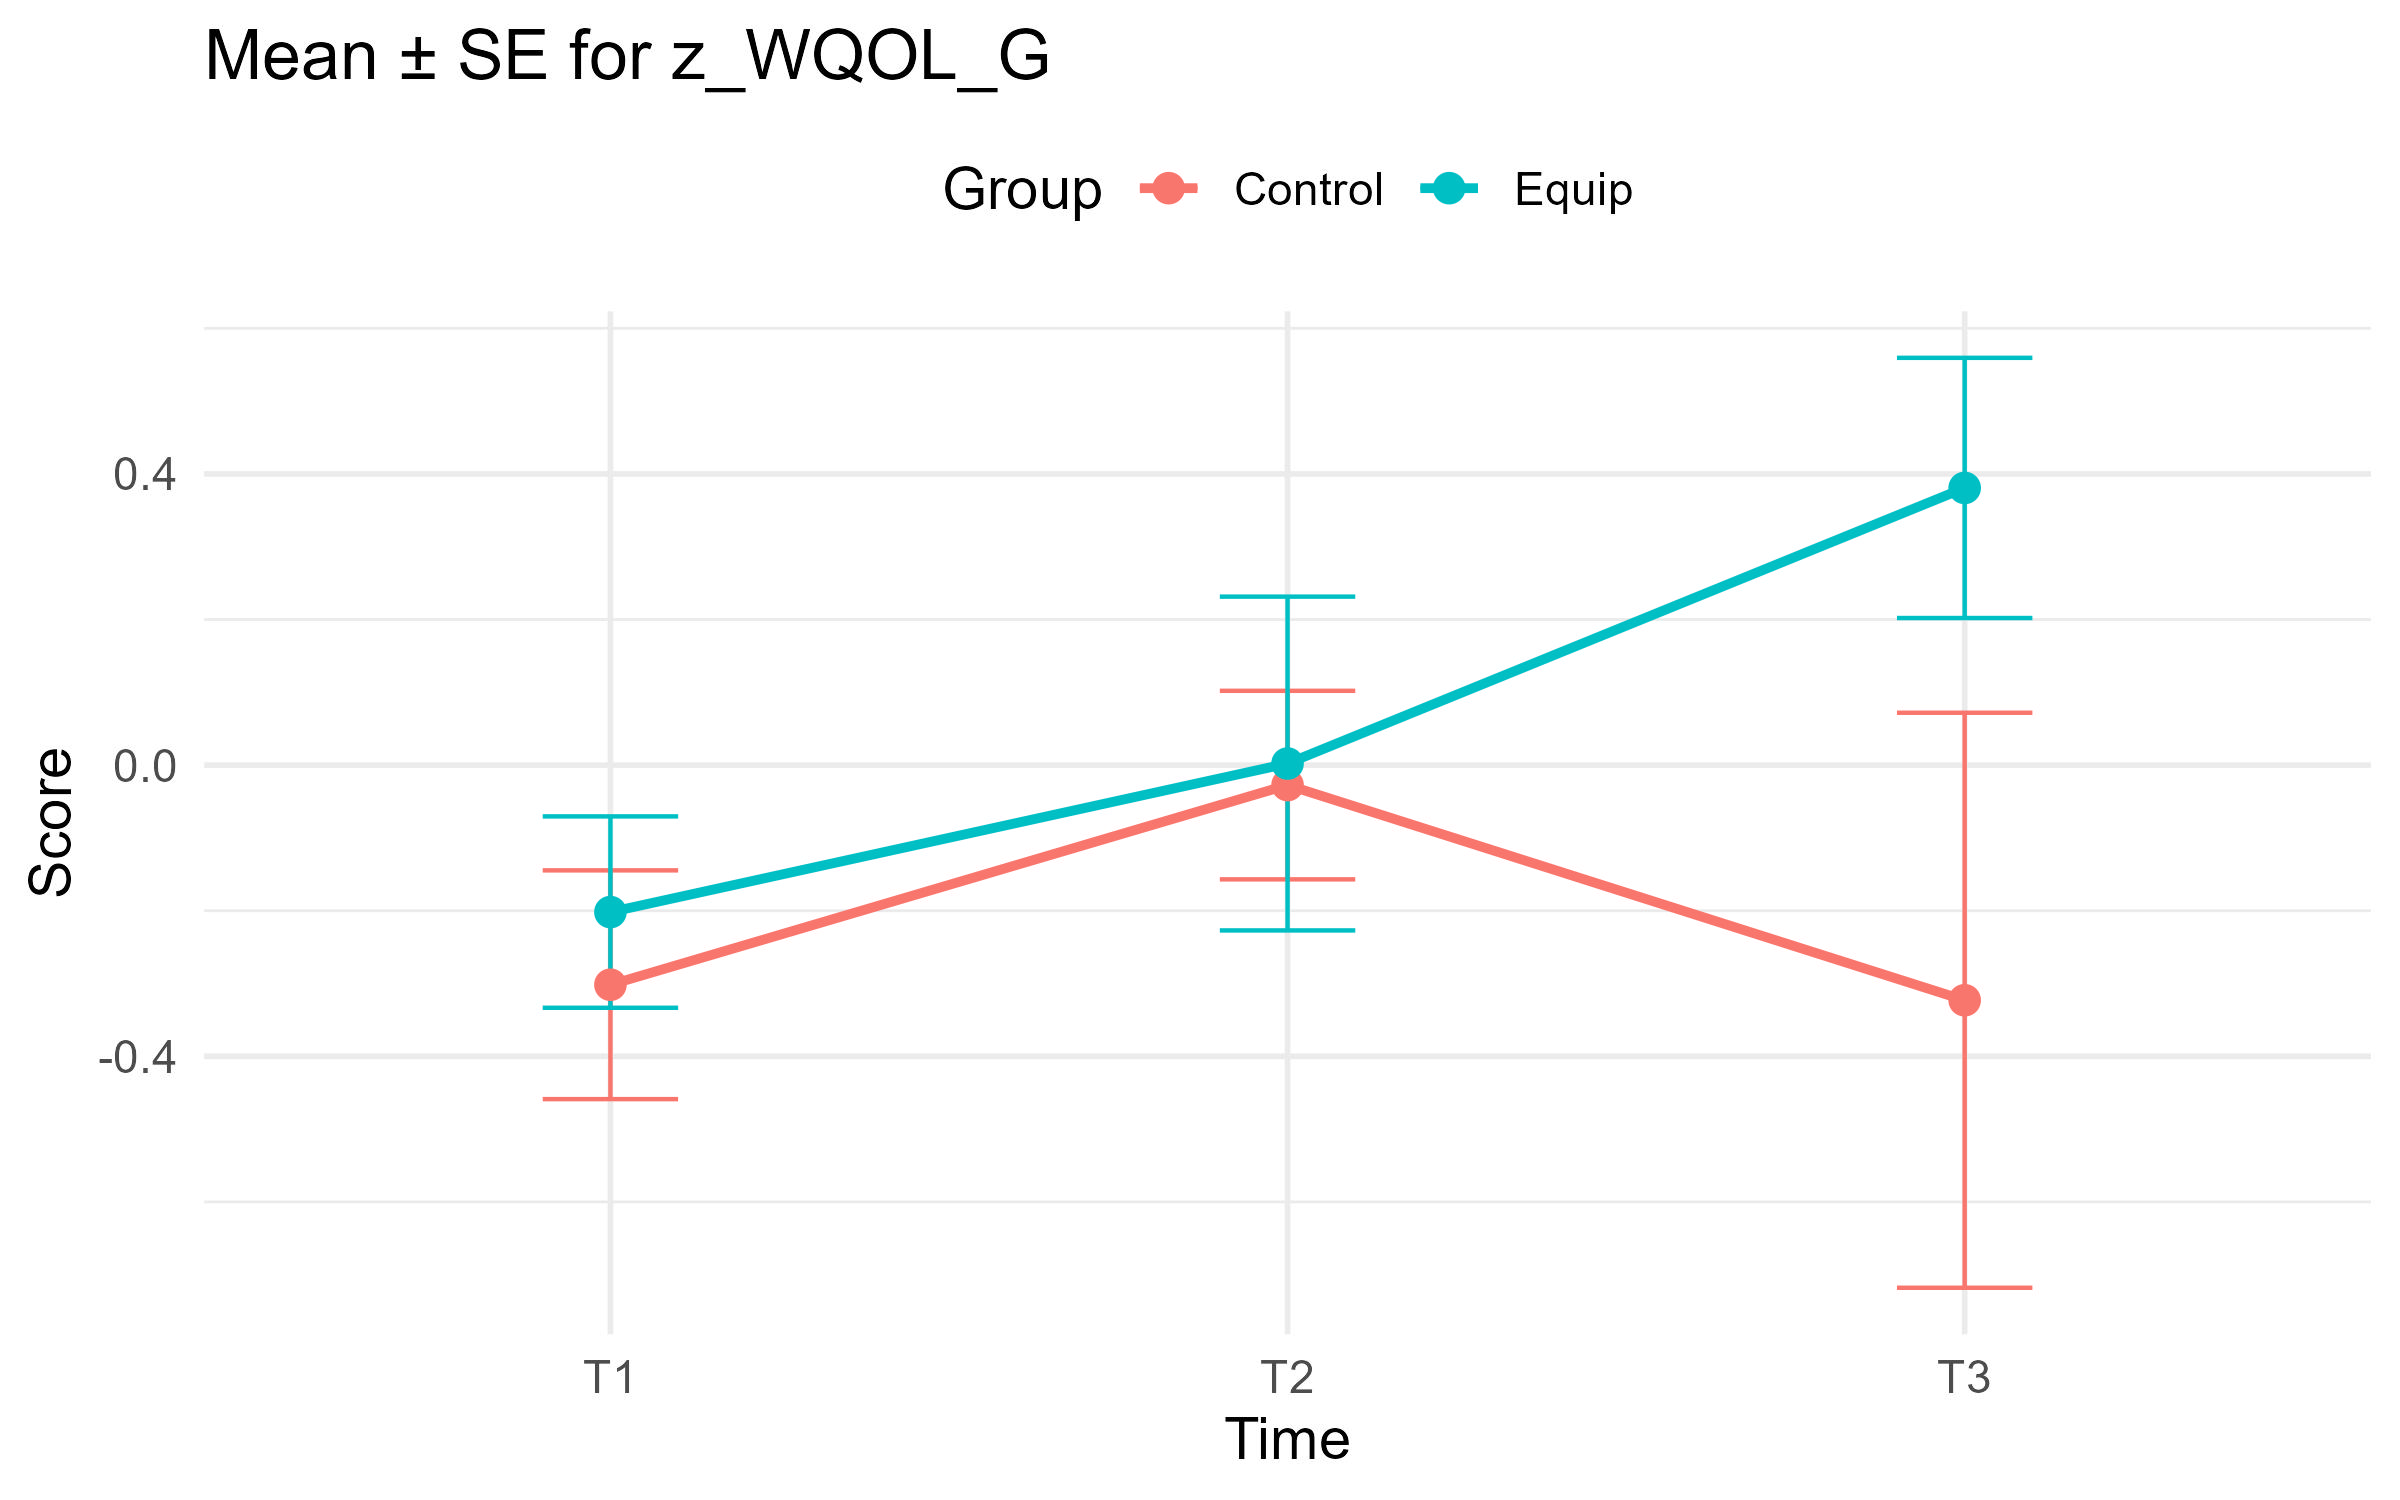 Mean ± SE for z_WQOL_G
Group Control Equip
0.4
0.0
-0.4
Score
T1 T2 T3
Time